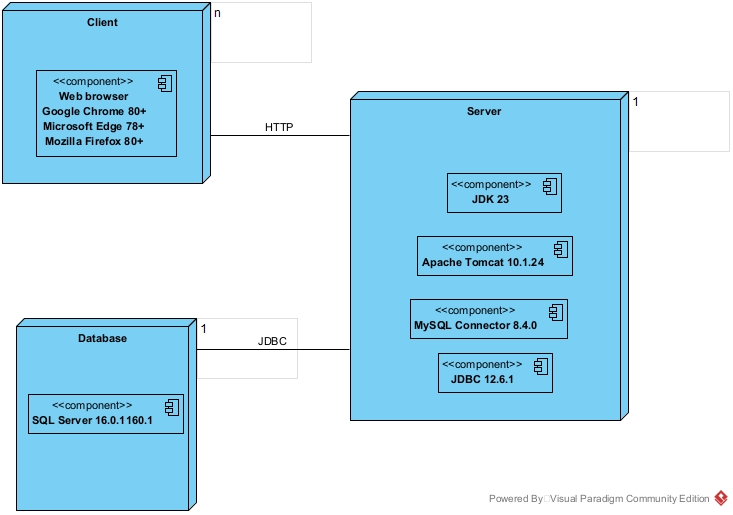 Client
n
<<component>>
Web browser
Google Chrome 80+
Microsoft Edge 78+
Mozilla Firefox 80+
HTTP
Server
1
<<component>>
JDK 23
<<component>>
Apache Tomcat 10.1.24
<<component>>
MySQL Connector 8.4.0
<<component>>
JDBC 12.6.1
Database
1
JDBC
<<component>>
SQL Server 16.0.1160.1
Powered By Visual Paradigm Community Edition